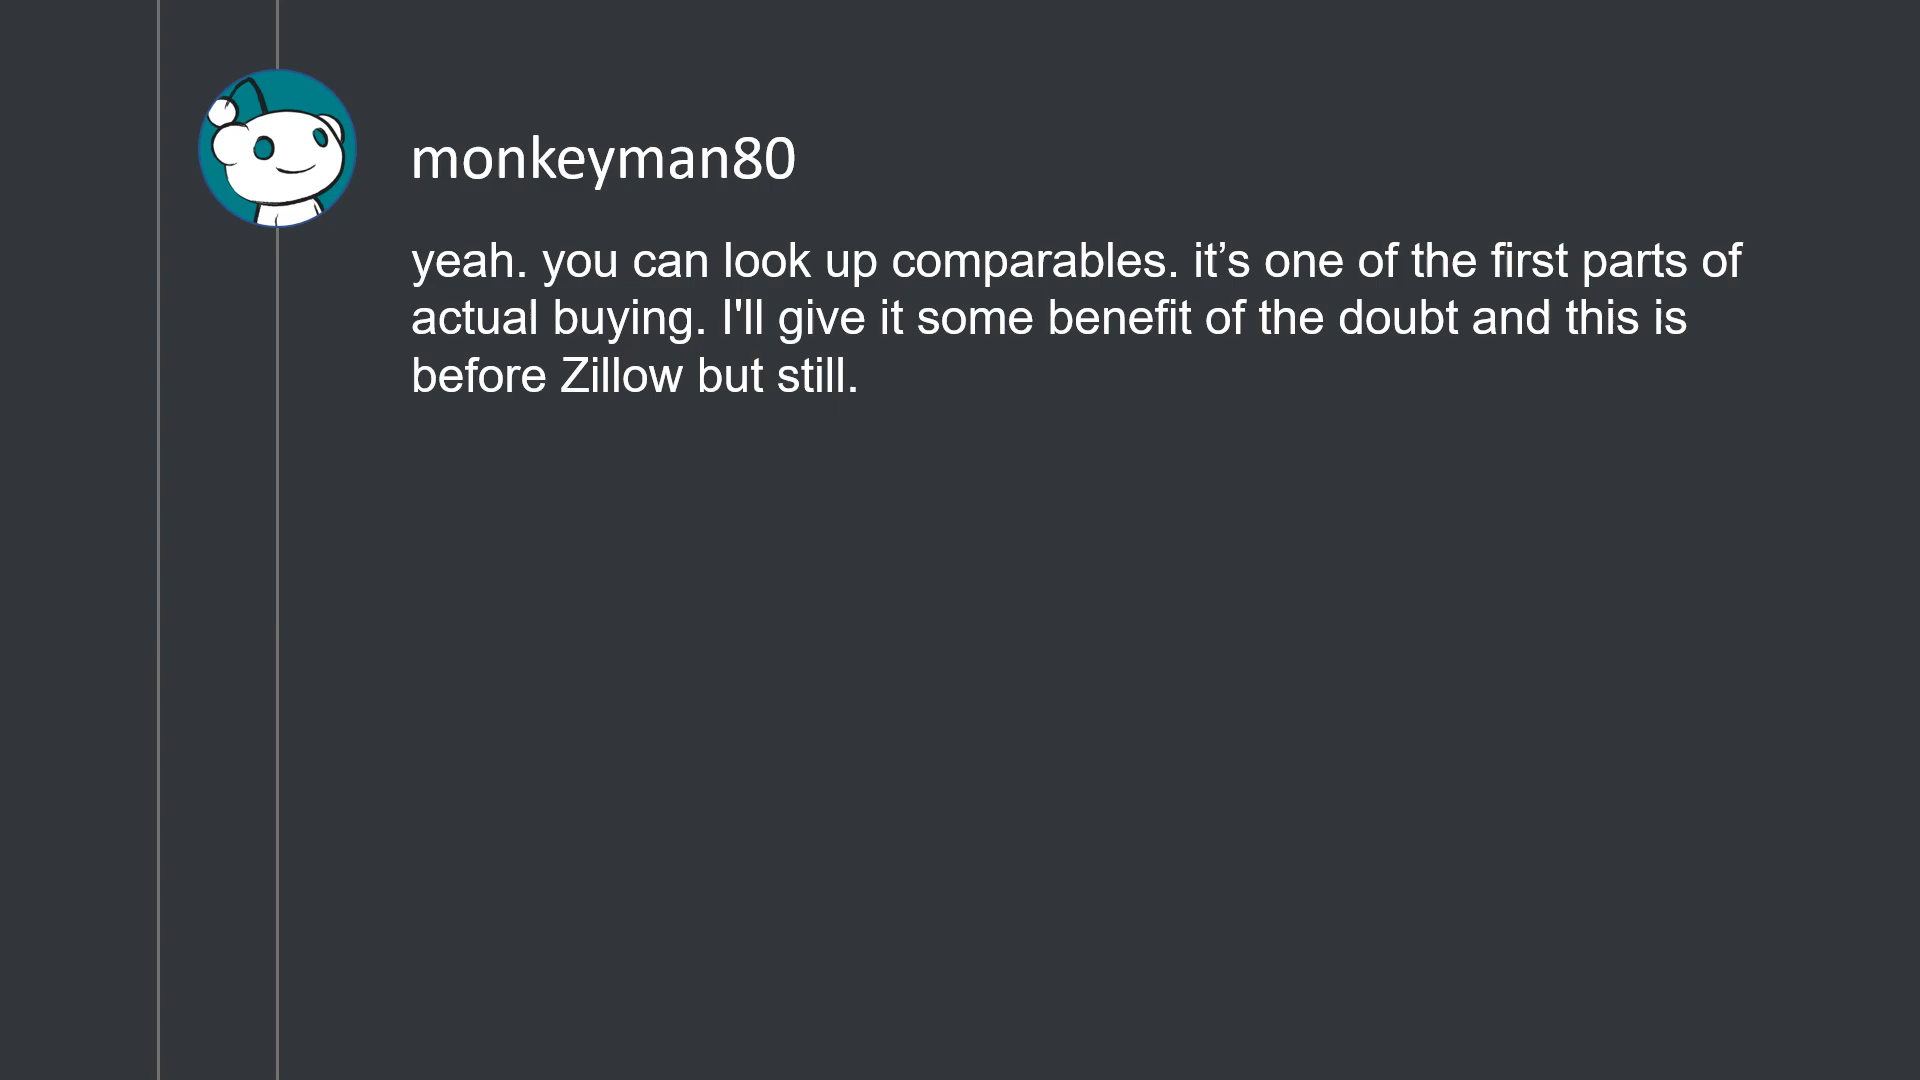 monkeyman80
yeah. you can look up comparables. it’s one of the first parts of
actual buying. I'll give it some benefit of the doubt and this is
before Zillow but still.